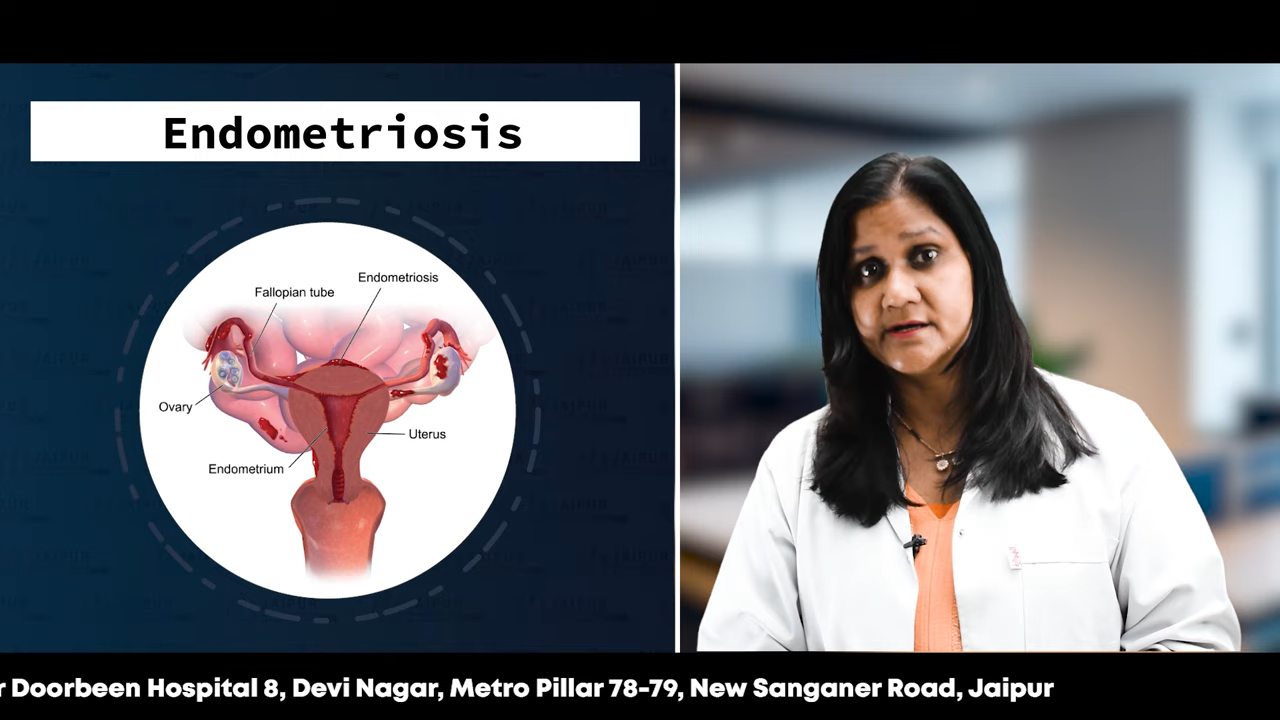 Endometriosis
Endometriosis
Fallopian tube
Ovary
Uterus
Endometrium
r Doorbeen Hospital 8, Devi Nagar, Metro Pillar 78-79, New Sanganer Road, Jaipur